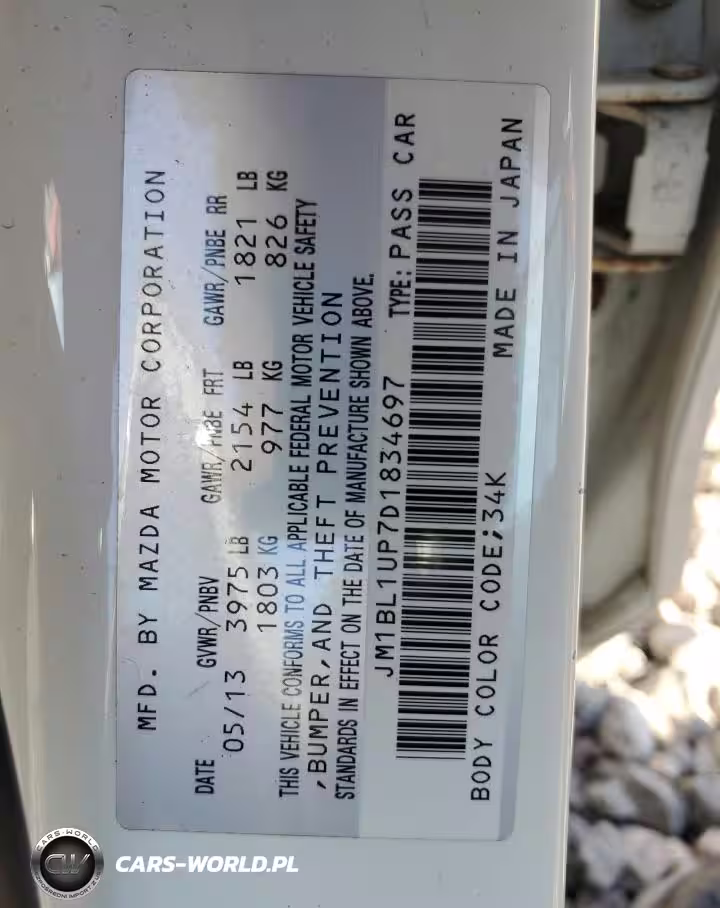 MFD. BY MAZDA MOTOR CORPORATION
DATE GVWR/PNBV GAWR/PNBE FRT GAWR/PNBE RR
05/13 3975 LB 2154 LB 1821 LB
1803 KG 977 KG 826 KG
THIS VEHICLE CONFORMS TO ALL APPLICABLE FEDERAL MOTOR VEHICLE SAFETY
,BUMPER,AND THEFT PREVENTION
STANDARDS IN EFFECT ON THE DATE OF MANUFACTURE SHOWN ABOVE.
JM1BL1UP7D1834697 TYPE: PASS CAR
BODY COLOR CODE;34K MADE IN JAPAN
CARS-WORLD
CW
CARS-WORLD.PL